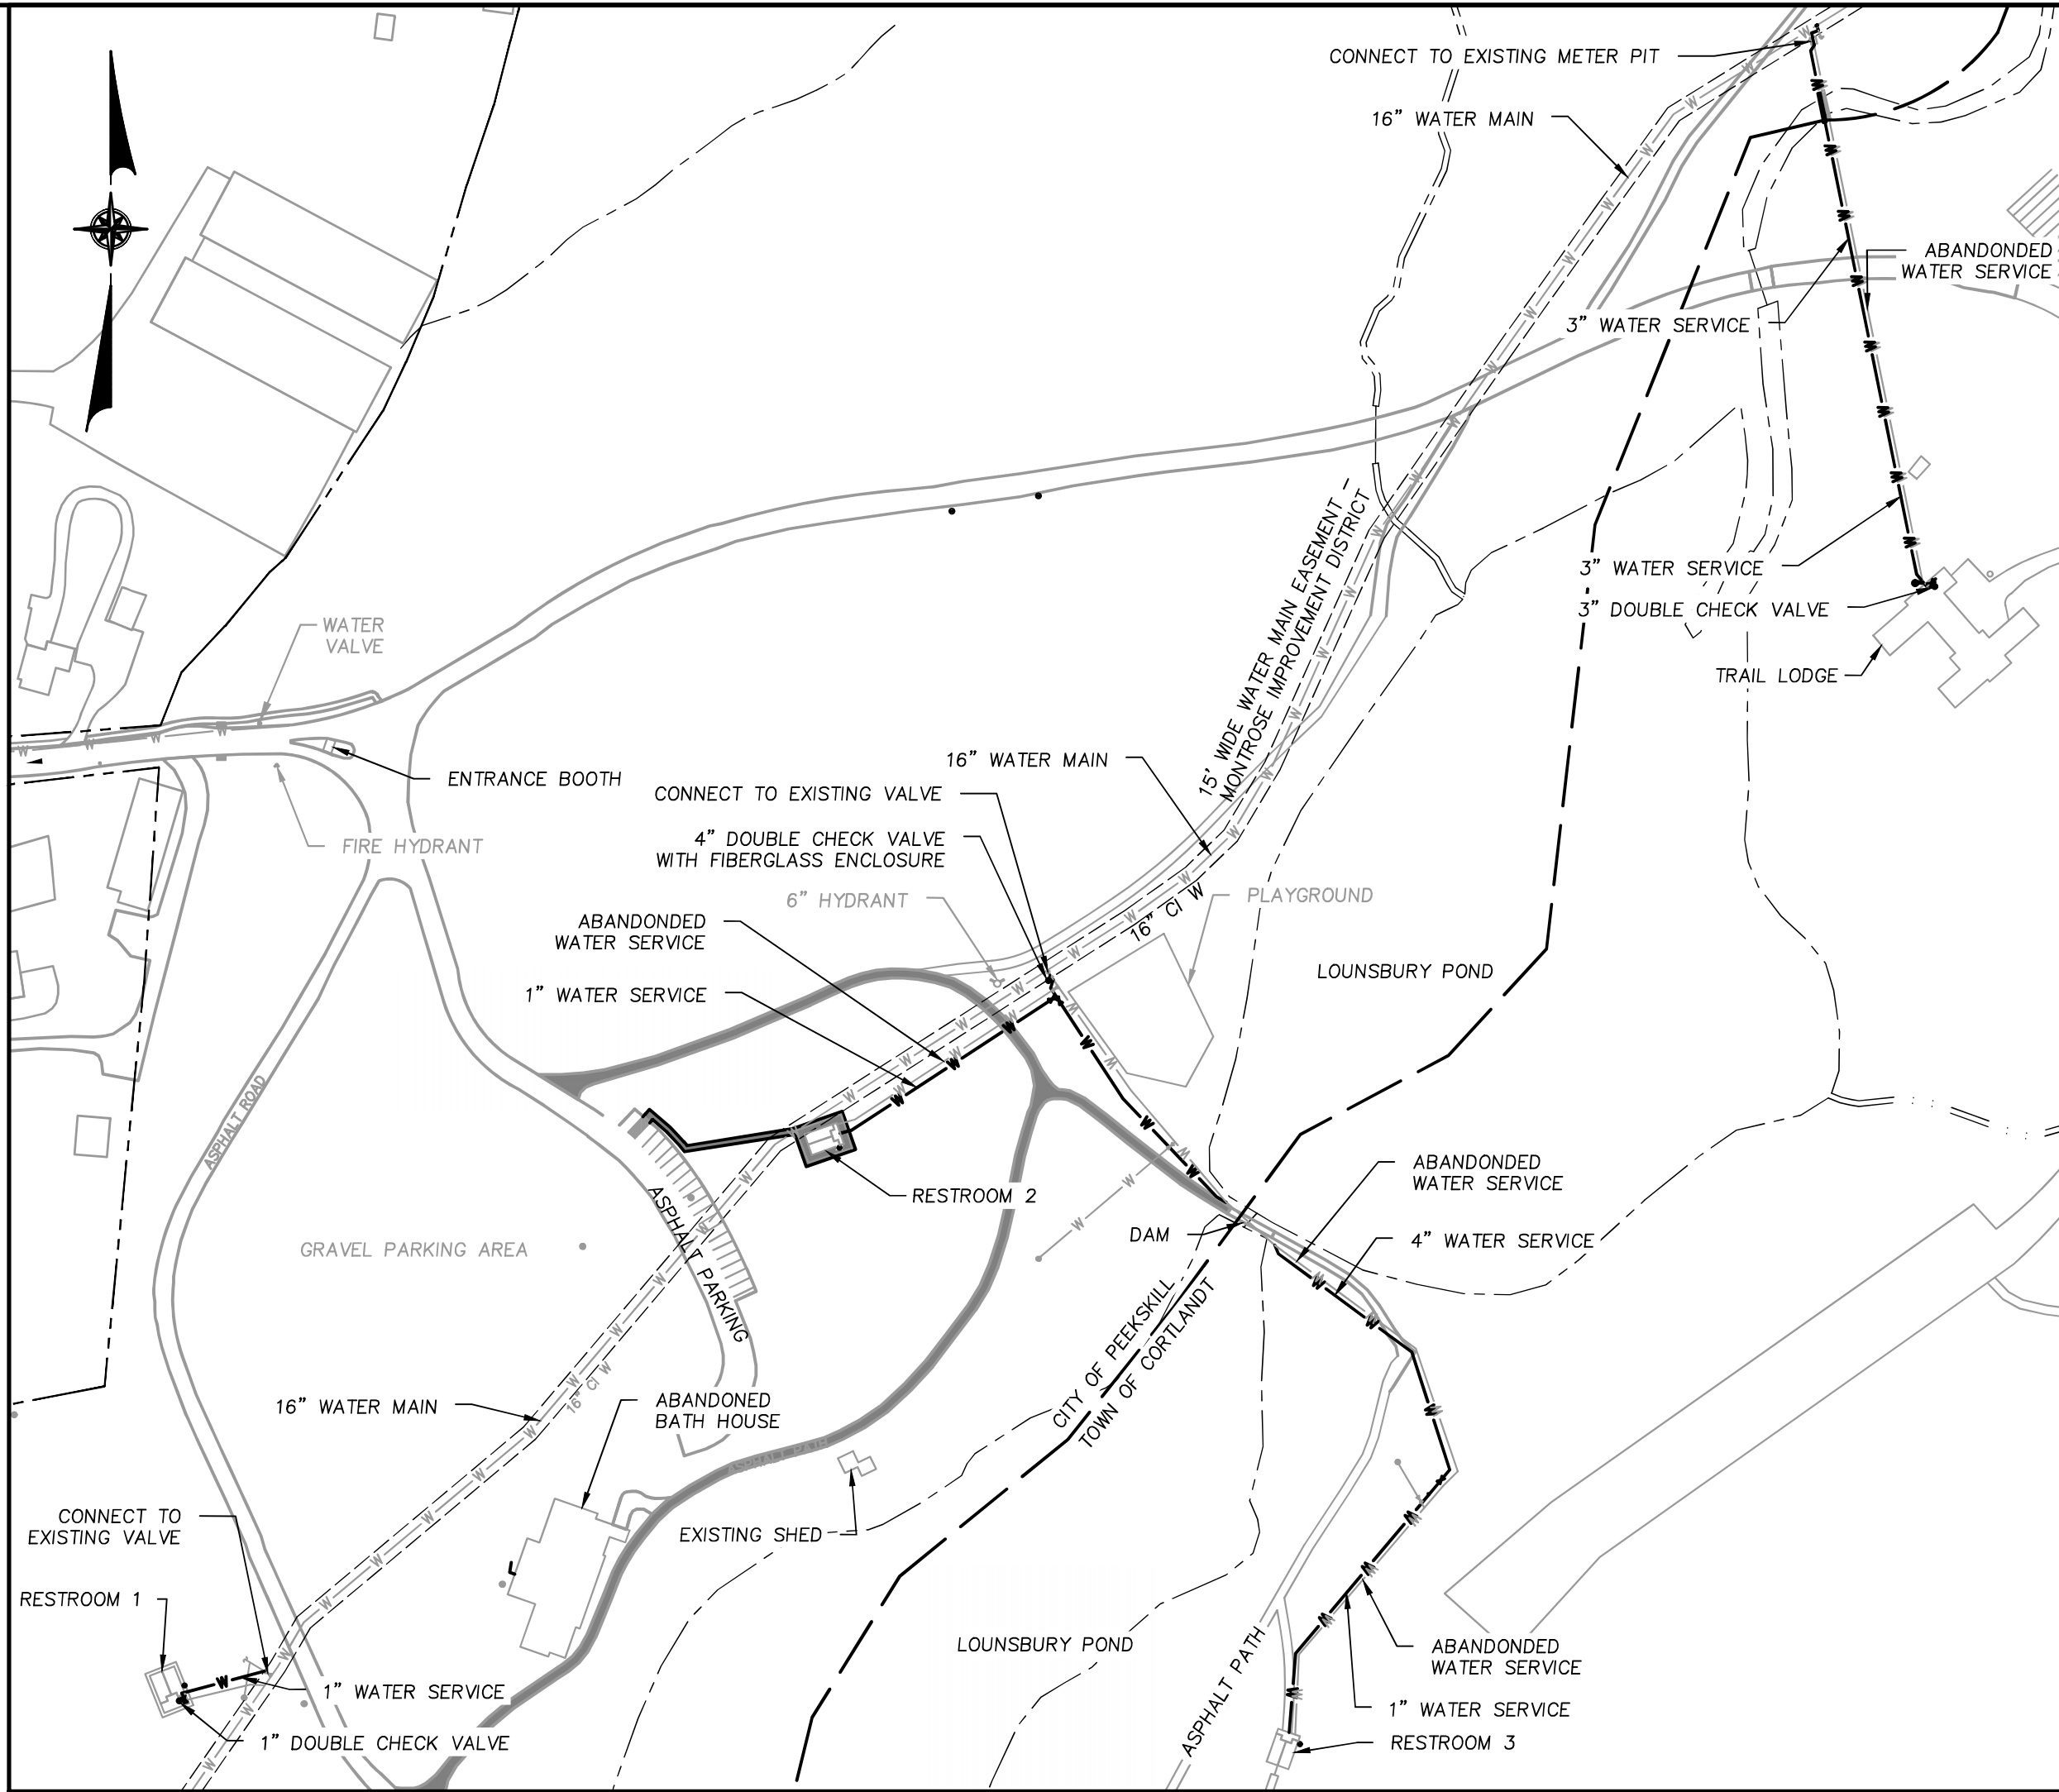 CONNECT TO EXISTING METER PIT
16" WATER MAIN
ABANDONDED
WATER SERVICE
3" WATER SERVICE
3" WATER SERVICE
3" DOUBLE CHECK VALVE
TRAIL LODGE
WATER
VALVE
ENTRANCE BOOTH
FIRE HYDRANT
15' WIDE WATER MAIN EASEMENT -
MONTROSE IMPROVEMENT DISTRICT
16" WATER MAIN
CONNECT TO EXISTING VALVE
4" DOUBLE CHECK VALVE
WITH FIBERGLASS ENCLOSURE
6" HYDRANT
PLAYGROUND
16" CI W
ABANDONDED
WATER SERVICE
1" WATER SERVICE
LOUNSBURY POND
ASPHALT ROAD
RESTROOM 2
ABANDONDED
WATER SERVICE
DAM
4" WATER SERVICE
GRAVEL PARKING AREA
ASPHALT PARKING
CITY OF PEEKSKILL
TOWN OF CORTLANDT
16" CI W
16" WATER MAIN
ABANDONED
BATH HOUSE
ASPHALT PATH
EXISTING SHED
CONNECT TO
EXISTING VALVE
RESTROOM 1
1" WATER SERVICE
1" DOUBLE CHECK VALVE
LOUNSBURY POND
ASPHALT PATH
ABANDONDED
WATER SERVICE
1" WATER SERVICE
RESTROOM 3